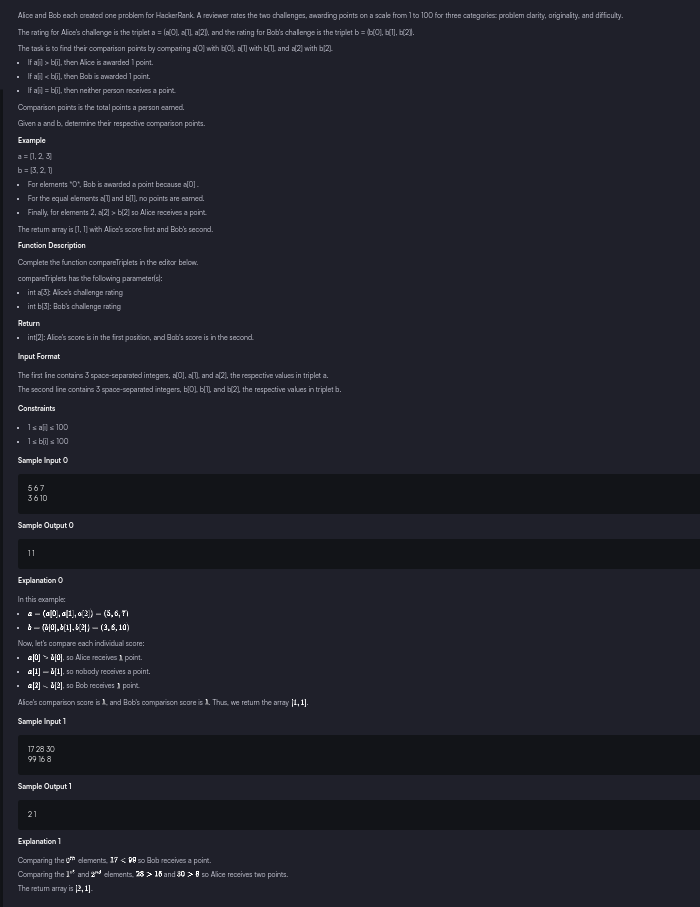 Alice and Bob each created one problem for HackerRank. A reviewer rates the two challenges, awarding points on a scale from 1 to 100 for three categories: problem clarity, originality, and difficulty.
The rating for Alice's challenge is the triplet a = (a[0], a[1], a[2]), and the rating for Bob's challenge is the triplet b = (b[0], b[1], b[2]).
The task is to find their comparison points by comparing a[0] with b[0], a[1] with b[1], and a[2] with b[2].
• If a[i] > b[i], then Alice is awarded 1 point.
• If a[i] < b[i], then Bob is awarded 1 point.
• If a[i] = b[i], then neither person receives a point.
Comparison points is the total points a person earned.
Given a and b, determine their respective comparison points.
Example
a = [1, 2, 3]
b = [3, 2, 1]
• For elements *0*, Bob is awarded a point because a[0] .
• For the equal elements a[1] and b[1], no points are earned.
• Finally, for elements 2, a[2] > b[2] so Alice receives a point.
The return array is [1, 1] with Alice's score first and Bob's second.
Function Description
Complete the function compareTriplets in the editor below.
compareTriplets has the following parameter(s):
• int a[3]: Alice's challenge rating
• int b[3]: Bob's challenge rating
Return
• int[2]: Alice's score is in the first position, and Bob's score is in the second.
Input Format
The first line contains 3 space-separated integers, a[0], a[1], and a[2], the respective values in triplet a.
The second line contains 3 space-separated integers, b[0], b[1], and b[2], the respective values in triplet b.
Constraints
• 1 ≤ a[i] ≤ 100
• 1 ≤ b[i] ≤ 100
Sample Input 0
5 6 7
3 6 10
Sample Output 0
1 1
Explanation 0
In this example:
• a = (a[0], a[1], a[2]) = (5, 6, 7)
• b = (b[0], b[1], b[2]) = (3, 6, 10)
Now, let's compare each individual score:
• a[0] > b[0], so Alice receives 1 point.
• a[1] = b[1], so nobody receives a point.
• a[2] < b[2], so Bob receives 1 point.
Alice's comparison score is 1, and Bob's comparison score is 1. Thus, we return the array [1, 1].
Sample Input 1
17 28 30
99 16 8
Sample Output 1
2 1
Explanation 1
Comparing the 0th elements, 17 < 99 so Bob receives a point.
Comparing the 1st and 2nd elements, 28 > 16 and 30 > 8 so Alice receives two points.
The return array is [2, 1].